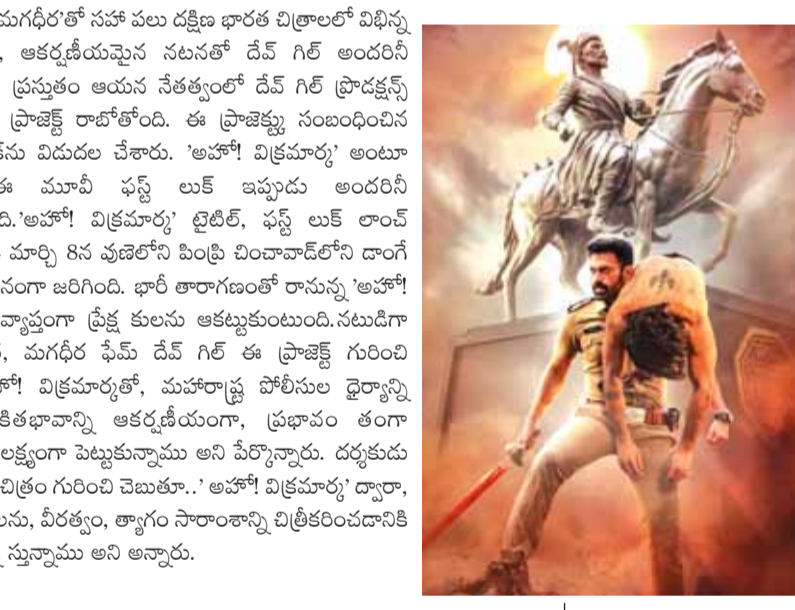 మగధీర'తో సహా పలు దక్షిణ భారత చిత్రాలలో విభిన్న
, ఆకర్షణీయమైన నటనతో దేవ్ గిల్ అందరినీ
ప్రస్తుతం ఆయన నేతత్వంలో దేవ్ గిల్ ప్రొడక్షన్స్
ప్రాజెక్ట్ రాబోతోంది. ఈ ప్రాజెక్ట్కు సంబంధించిన
క్‌ను విడుదల చేశారు. 'అహో! విక్రమార్క' అంటూ
ఈ మూవీ ఫస్ట్ లుక్ ఇప్పుడు అందరినీ
ది.'అహో! విక్రమార్క' టైటిల్, ఫస్ట్ లుక్ లాంచ్
మార్చి 8న వుణెలోని పింప్రి చించావాడ్‌లోని డాంగే
నంగా జరిగింది. భారీ తారాగణంతో రానున్న 'అహో!
వ్యాప్తంగా ప్రేక్ష కులను ఆకట్టుకుంటుంది.నటుడిగా
, మగధీర ఫేమ్ దేవ్ గిల్ ఈ ప్రాజెక్ట్ గురించి
హో! విక్రమార్కతో, మహారాష్ట్ర పోలీసుల ధైర్యాన్ని
కితభావాన్ని ఆకర్షణీయంగా, ప్రభావం తంగా
లక్ష్యంగా పెట్టుకున్నాము అని పేర్కొన్నారు. దర్శకుడు
చిత్రం గురించి చెబుతూ..' అహో! విక్రమార్క' ద్వారా,
లను, వీరత్వం, త్యాగం సారాంశాన్ని చిత్రీకరించడానికి
స్తున్నాము అని అన్నారు.